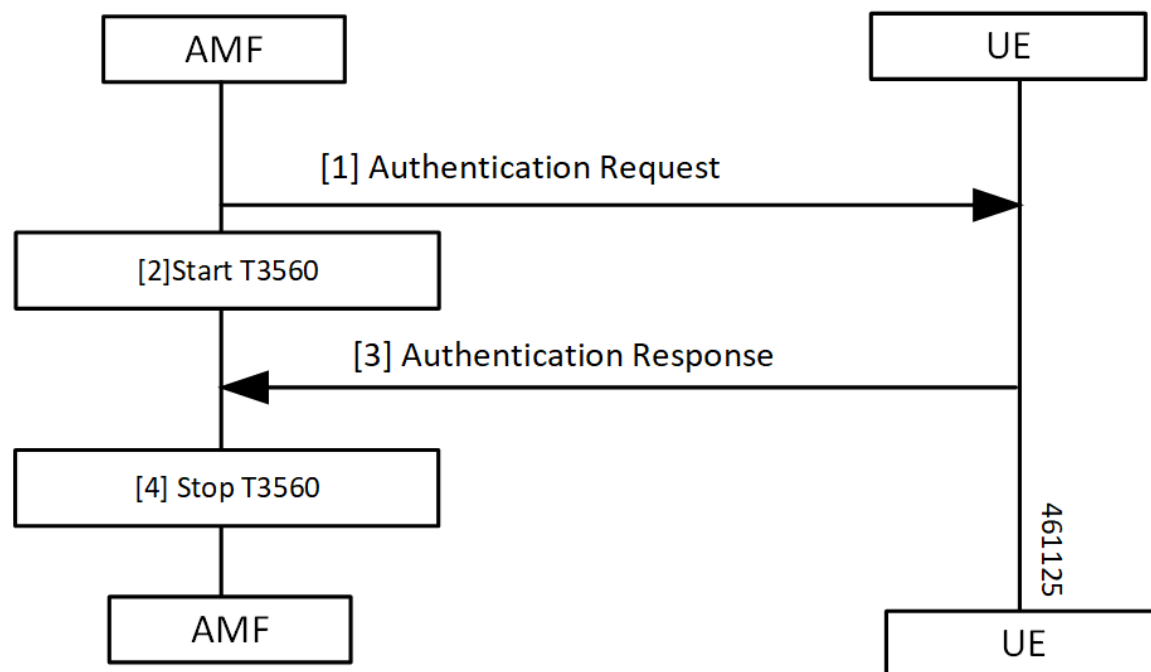 AMF
UE
[1] Authentication Request
[2]Start T3560
[3] Authentication Response
[4] Stop T3560
461125
AMF
UE